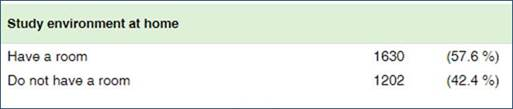 Study environment at home
Have a room 1630 (57.6 %)
Do not have a room 1202 (42.4 %)